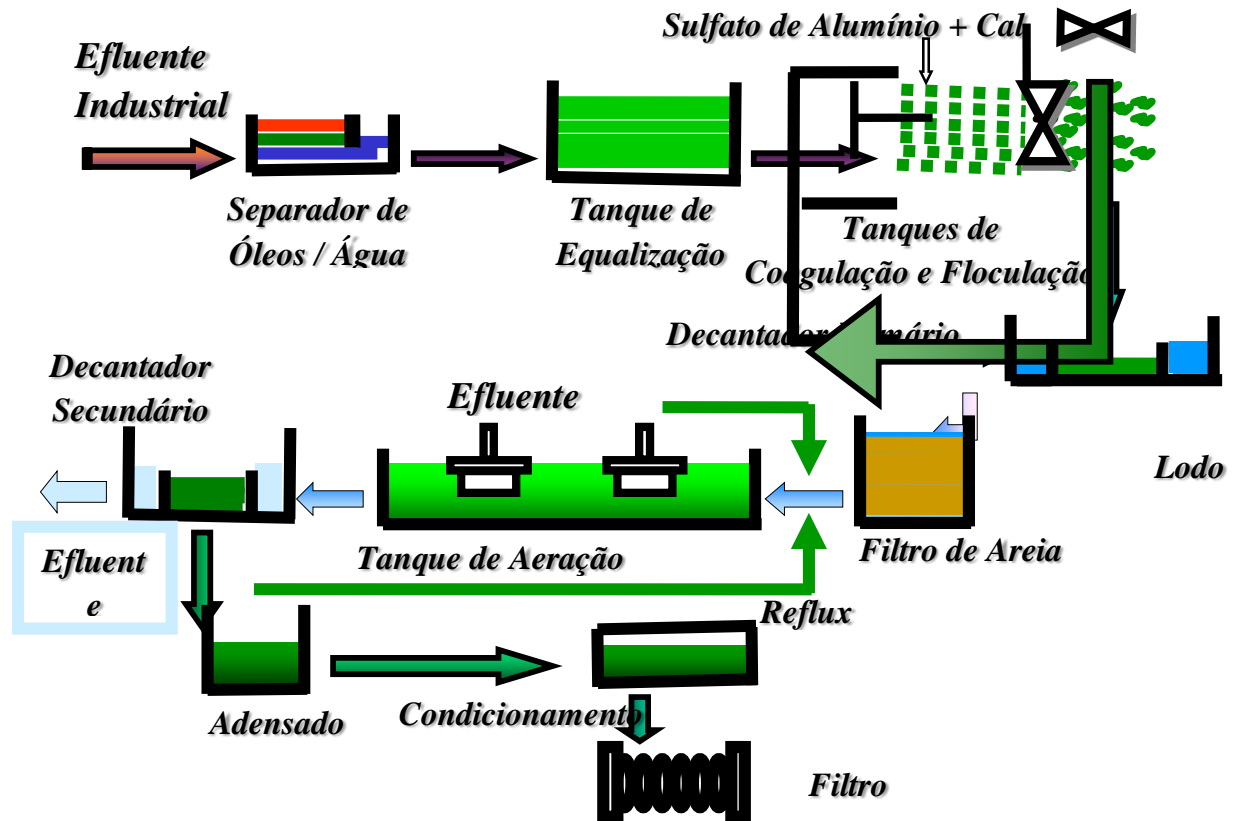 Sulfato de Alumínio + Cal
Efluente
Industrial
Separador de
Óleos / Água
Tanque de
Equalização
Tanques de
Coagulação e Floculação
Decantador Primário
Decantador
Secundário
Efluente
Lodo
Tanque de Aeração
Filtro de Areia
Efluent
e
Reflux
Adensado
Condicionamento
Filtro